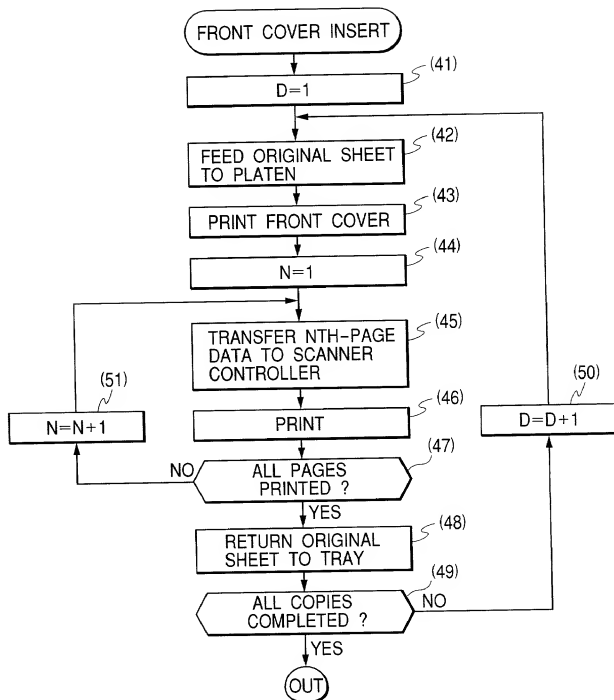 FRONT COVER INSERT
(41)
D=1
(42)
FEED ORIGINAL SHEET
TO PLATEN
(43)
PRINT FRONT COVER
(44)
N=1
(45)
TRANSFER NTH-PAGE
DATA TO SCANNER
CONTROLLER
(51)
N=N+1
(46)
PRINT
(50)
D=D+1
(47)
ALL PAGES
PRINTED ?
NO
YES
(48)
RETURN ORIGINAL
SHEET TO TRAY
(49)
ALL COPIES
COMPLETED ?
NO
YES
OUT